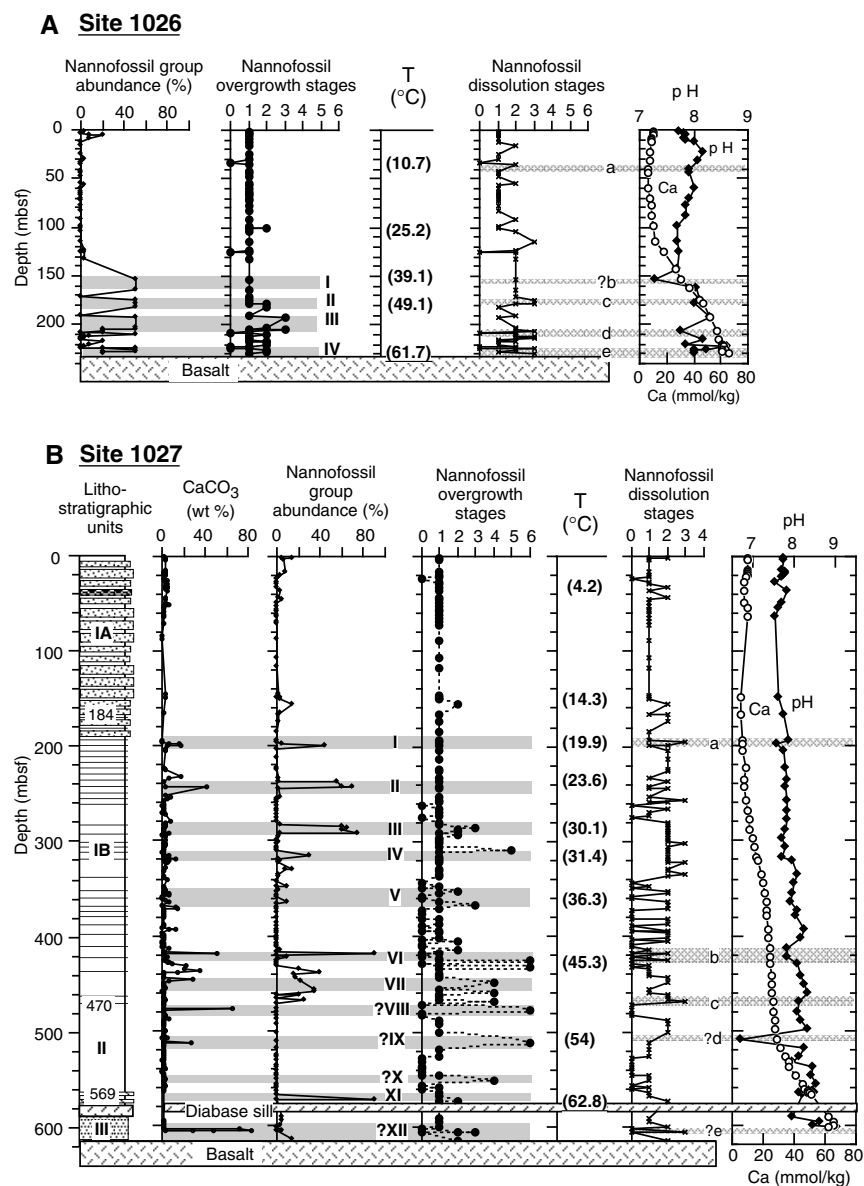 A Site 1026
Nannofossil group
abundance (%)
Nannofossil
overgrowth stages
T
(°C)
Nannofossil
dissolution stages
p H
0 40 80
0 1 2 3 4 5 6
0 1 2 3 4 5 6
7 8 9
Depth (mbsf)
0
50
100
150
200
(10.7)
(25.2)
(39.1)
(49.1)
(61.7)
I
II
III
IV
a
?b
c
d
e
p H
Ca
Basalt
0 20 40 60 80
Ca (mmol/kg)
B Site 1027
Litho-
stratigraphic
units
CaCO3
(wt %)
Nannofossil
group
abundance (%)
Nannofossil
overgrowth
stages
T
(°C)
Nannofossil
dissolution
stages
pH
0 40 80
0 40 80
0 1 2 3 4 5 6
0 1 2 3 4
7 8 9
Depth (mbsf)
0
100
200
300
400
500
600
IA
184
IB
470
II
569
III
I
II
III
IV
V
VI
VII
?VIII
?IX
?X
XI
?XII
(4.2)
(14.3)
(19.9)
(23.6)
(30.1)
(31.4)
(36.3)
(45.3)
(54)
(62.8)
a
b
c
?d
?e
Ca
pH
Diabase sill
Basalt
0 20 40 60 80
Ca (mmol/kg)